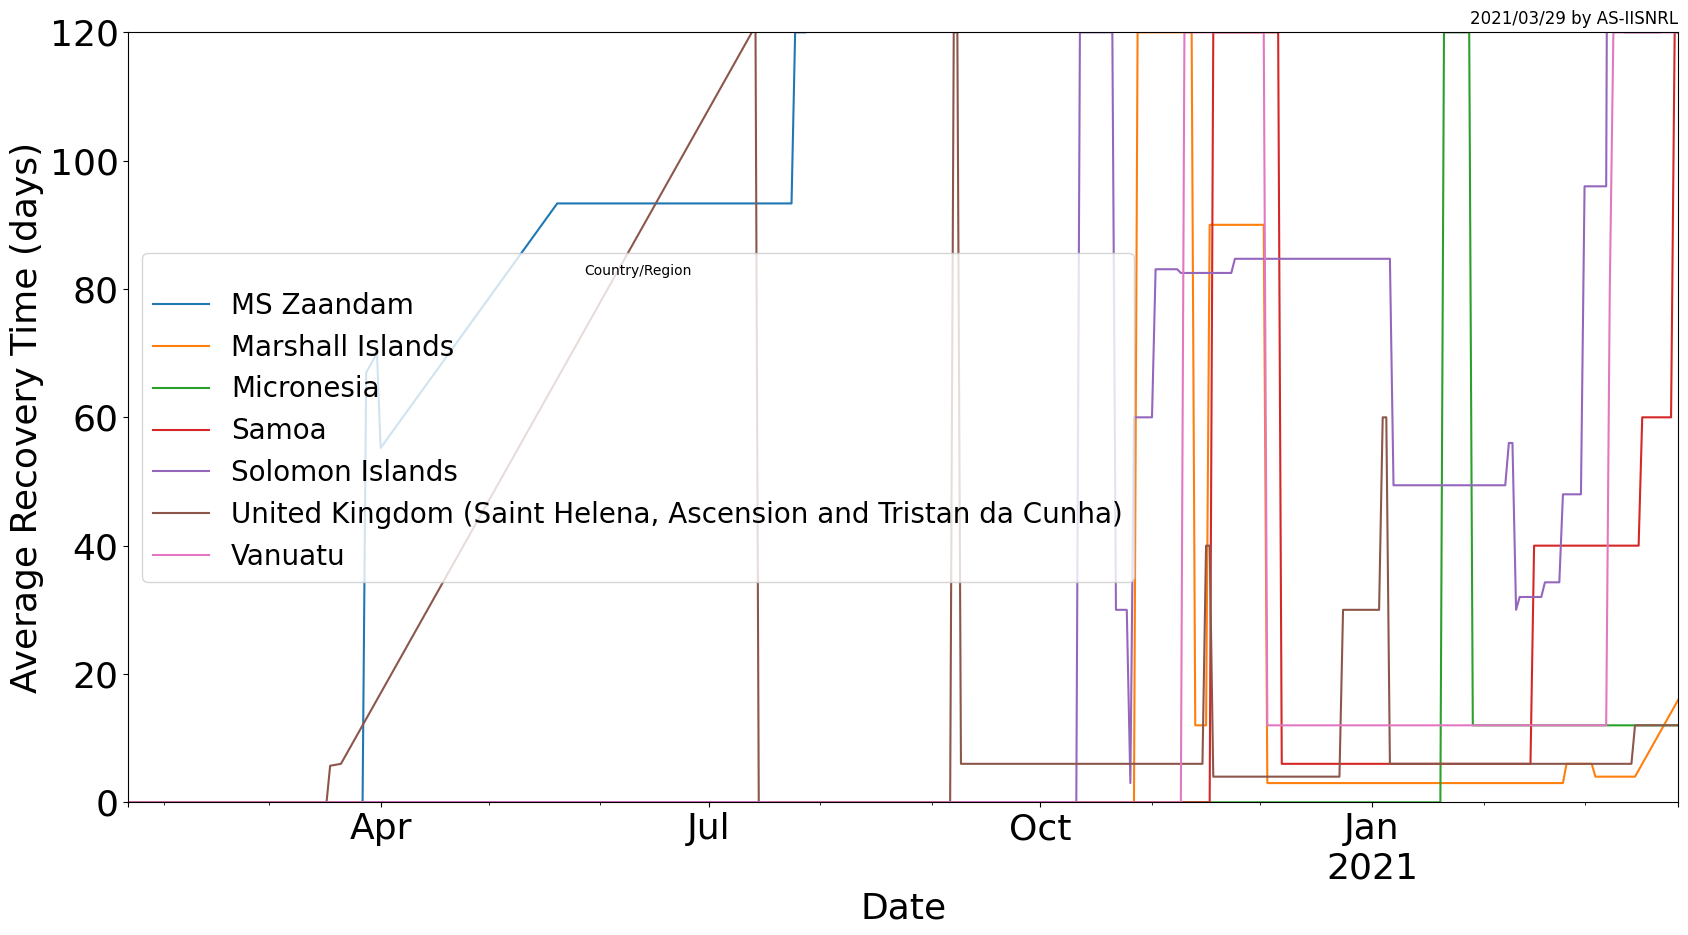 2021/03/29 by AS-IISNRL
120
100
80
60
40
20
0
Average Recovery Time (days)
Country/Region
MS Zaandam
Marshall Islands
Micronesia
Samoa
Solomon Islands
United Kingdom (Saint Helena, Ascension and Tristan da Cunha)
Vanuatu
Apr Jul Oct Jan
2021
Date